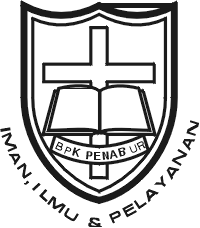 BPK PENABUR
IMAN, ILMU & PELAYANAN